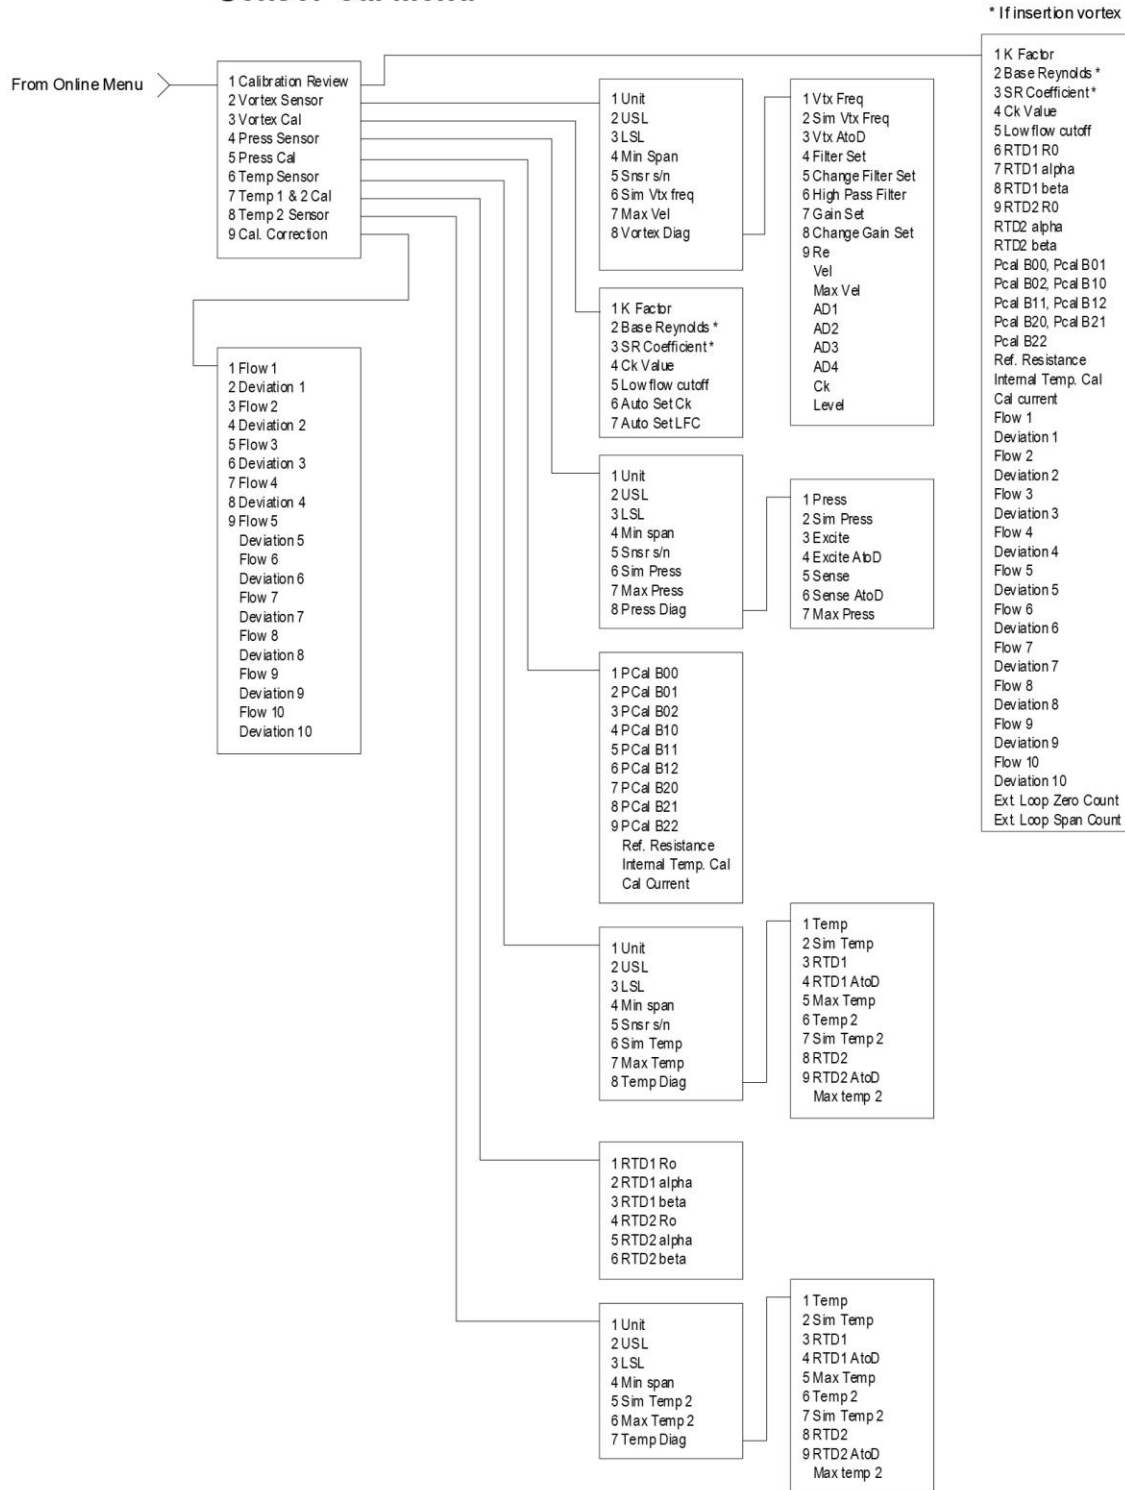 * If insertion vortex
From Online Menu
1 Calibration Review
2 Vortex Sensor
3 Vortex Cal
4 Press Sensor
5 Press Cal
6 Temp Sensor
7 Temp 1 & 2 Cal
8 Temp 2 Sensor
9 Cal. Correction
1 Flow 1
2 Deviation 1
3 Flow 2
4 Deviation 2
5 Flow 3
6 Deviation 3
7 Flow 4
8 Deviation 4
9 Flow 5
Deviation 5
Flow 6
Deviation 6
Flow 7
Deviation 7
Flow 8
Deviation 8
Flow 9
Deviation 9
Flow 10
Deviation 10
1 Unit
2 USL
3 LSL
4 Min Span
5 Snsr s/n
6 Sim Vtx freq
7 Max Vel
8 Vortex Diag
1 Vtx Freq
2 Sim Vtx Freq
3 Vtx AtoD
4 Filter Set
5 Change Filter Set
6 High Pass Filter
7 Gain Set
8 Change Gain Set
9 Re
Vel
Max Vel
AD1
AD2
AD3
AD4
Ck
Level
1 K Factor
2 Base Reynolds *
3 SR Coefficient *
4 Ck Value
5 Low flow cutoff
6 Auto Set Ck
7 Auto Set LFC
1 Unit
2 USL
3 LSL
4 Min span
5 Snsr s/n
6 Sim Press
7 Max Press
8 Press Diag
1 Press
2 Sim Press
3 Excite
4 Excite AtoD
5 Sense
6 Sense AtoD
7 Max Press
1 PCal B00
2 PCal B01
3 PCal B02
4 PCal B10
5 PCal B11
6 PCal B12
7 PCal B20
8 PCal B21
9 PCal B22
Ref. Resistance
Internal Temp. Cal
Cal Current
1 Unit
2 USL
3 LSL
4 Min span
5 Snsr s/n
6 Sim Temp
7 Max Temp
8 Temp Diag
1 Temp
2 Sim Temp
3 RTD1
4 RTD1 AtoD
5 Max Temp
6 Temp 2
7 Sim Temp 2
8 RTD2
9 RTD2 AtoD
Max temp 2
1 RTD1 Ro
2 RTD1 alpha
3 RTD1 beta
4 RTD2 Ro
5 RTD2 alpha
6 RTD2 beta
1 Unit
2 USL
3 LSL
4 Min span
5 Sim Temp 2
6 Max Temp 2
7 Temp Diag
1 Temp
2 Sim Temp
3 RTD1
4 RTD1 AtoD
5 Max Temp
6 Temp 2
7 Sim Temp 2
8 RTD2
9 RTD2 AtoD
Max temp 2
1 K Factor
2 Base Reynolds *
3 SR Coefficient *
4 Ck Value
5 Low flow cutoff
6 RTD1 R0
7 RTD1 alpha
8 RTD1 beta
9 RTD2 R0
RTD2 alpha
RTD2 beta
Pcal B00, Pcal B01
Pcal B02, Pcal B10
Pcal B11, Pcal B12
Pcal B20, Pcal B21
Pcal B22
Ref. Resistance
Internal Temp. Cal
Cal current
Flow 1
Deviation 1
Flow 2
Deviation 2
Flow 3
Deviation 3
Flow 4
Deviation 4
Flow 5
Deviation 5
Flow 6
Deviation 6
Flow 7
Deviation 7
Flow 8
Deviation 8
Flow 9
Deviation 9
Flow 10
Deviation 10
Ext. Loop Zero Count
Ext. Loop Span Count